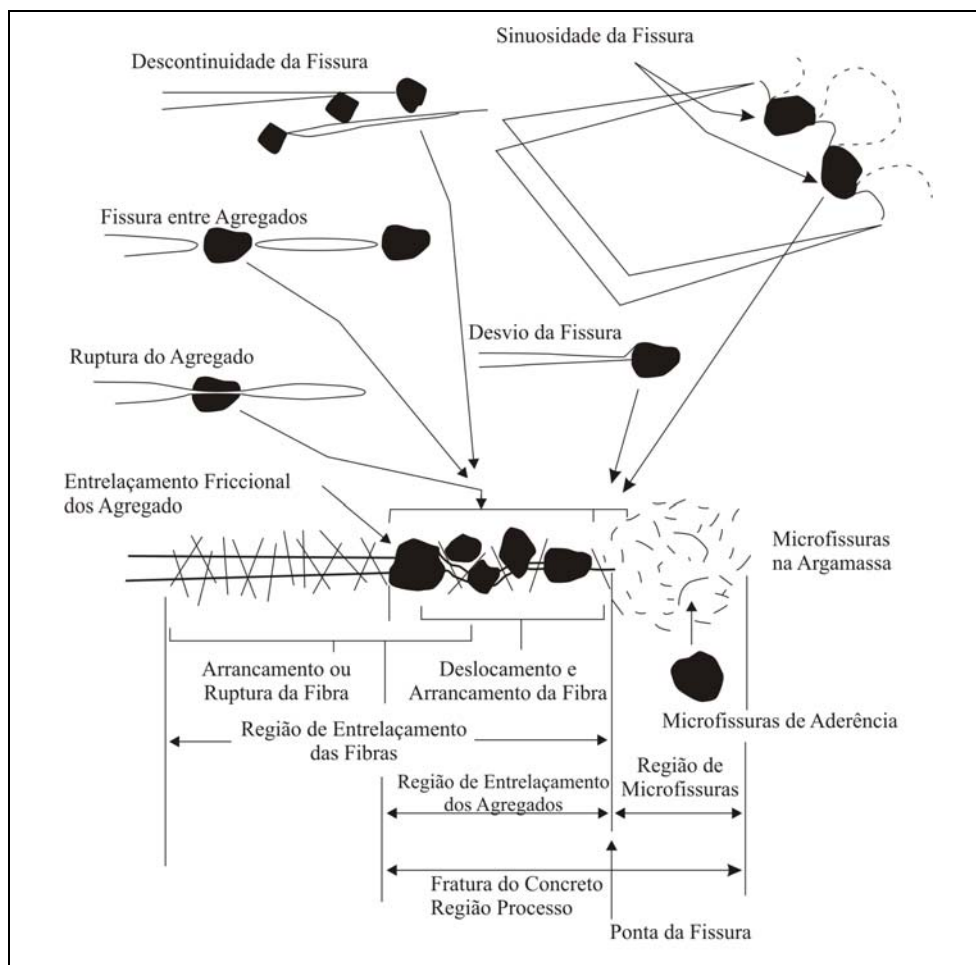 Sinuosidade da Fissura
Descontinuidade da Fissura
Fissura entre Agregados
Desvio da Fissura
Ruptura do Agregado
Entrelaçamento Friccional
dos Agregado
Microfissuras
na Argamassa
Arrancamento ou
Ruptura da Fibra
Deslocamento e
Arrancamento da Fibra
Microfissuras de Aderência
Região de Entrelaçamento
das Fibras
Região de Entrelaçamento
dos Agregados
Região de
Microfissuras
Fratura do Concreto
Região Processo
Ponta da Fissura